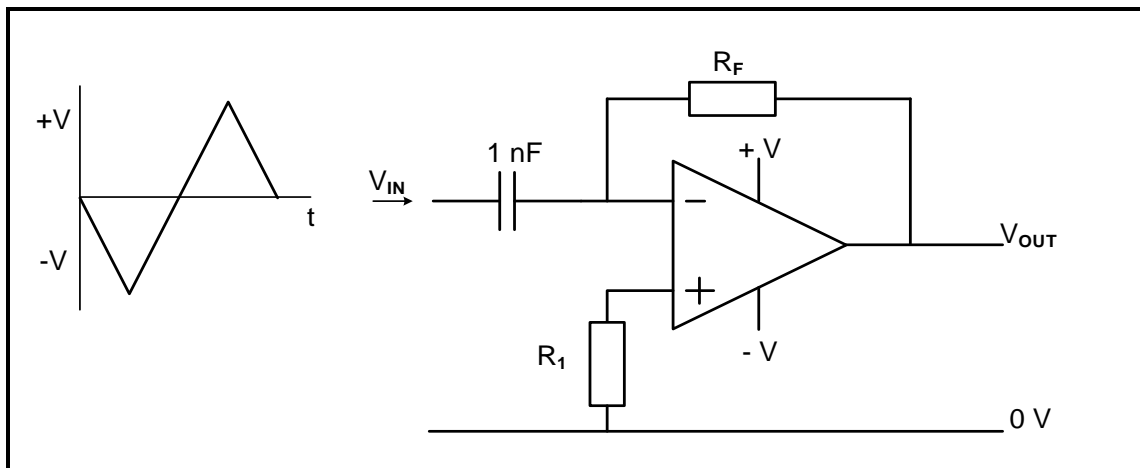 R_F
+V
1 nF
+ V
V_IN
−
t
V_OUT
-V
+
R_1
- V
0 V